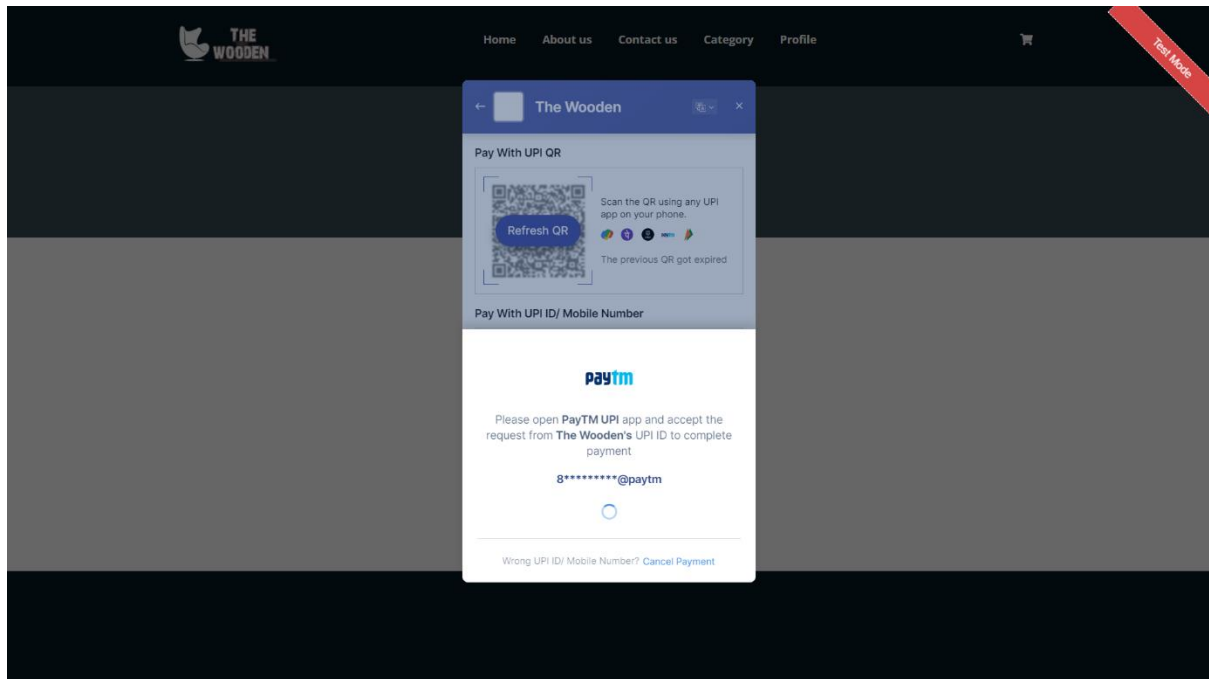 THE
WOODEN
Home About us Contact us Category Profile
Test Mode
The Wooden
Pay With UPI QR
Scan the QR using any UPI
app on your phone.
Refresh QR
The previous QR got expired
Pay With UPI ID/ Mobile Number
paytm
Please open PayTM UPI app and accept the
request from The Wooden's UPI ID to complete
payment
8*********@paytm
Wrong UPI ID/ Mobile Number? Cancel Payment